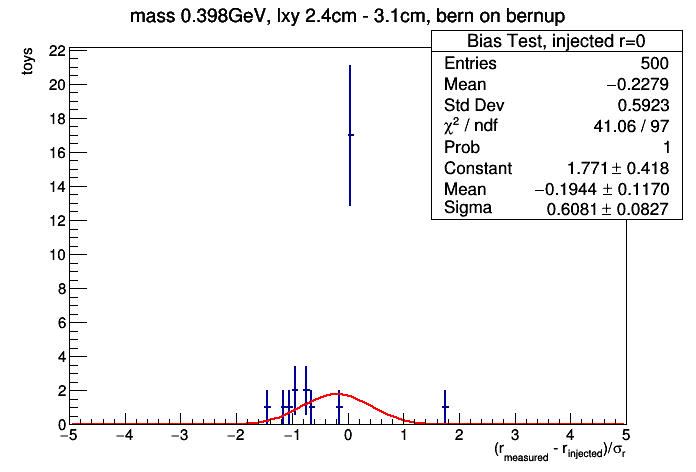 mass 0.398GeV, lxy 2.4cm - 3.1cm, bern on bernup
toys
Bias Test, injected r=0
Entries 500
Mean −0.2279
Std Dev 0.5923
χ² / ndf 41.06 / 97
Prob 1
Constant 1.771 ± 0.418
Mean −0.1944 ± 0.1170
Sigma 0.6081 ± 0.0827
22
20
18
16
14
12
10
8
6
4
2
0
−5 −4 −3 −2 −1 0 1 2 3 4 5
(r_measured - r_injected)/σ_r